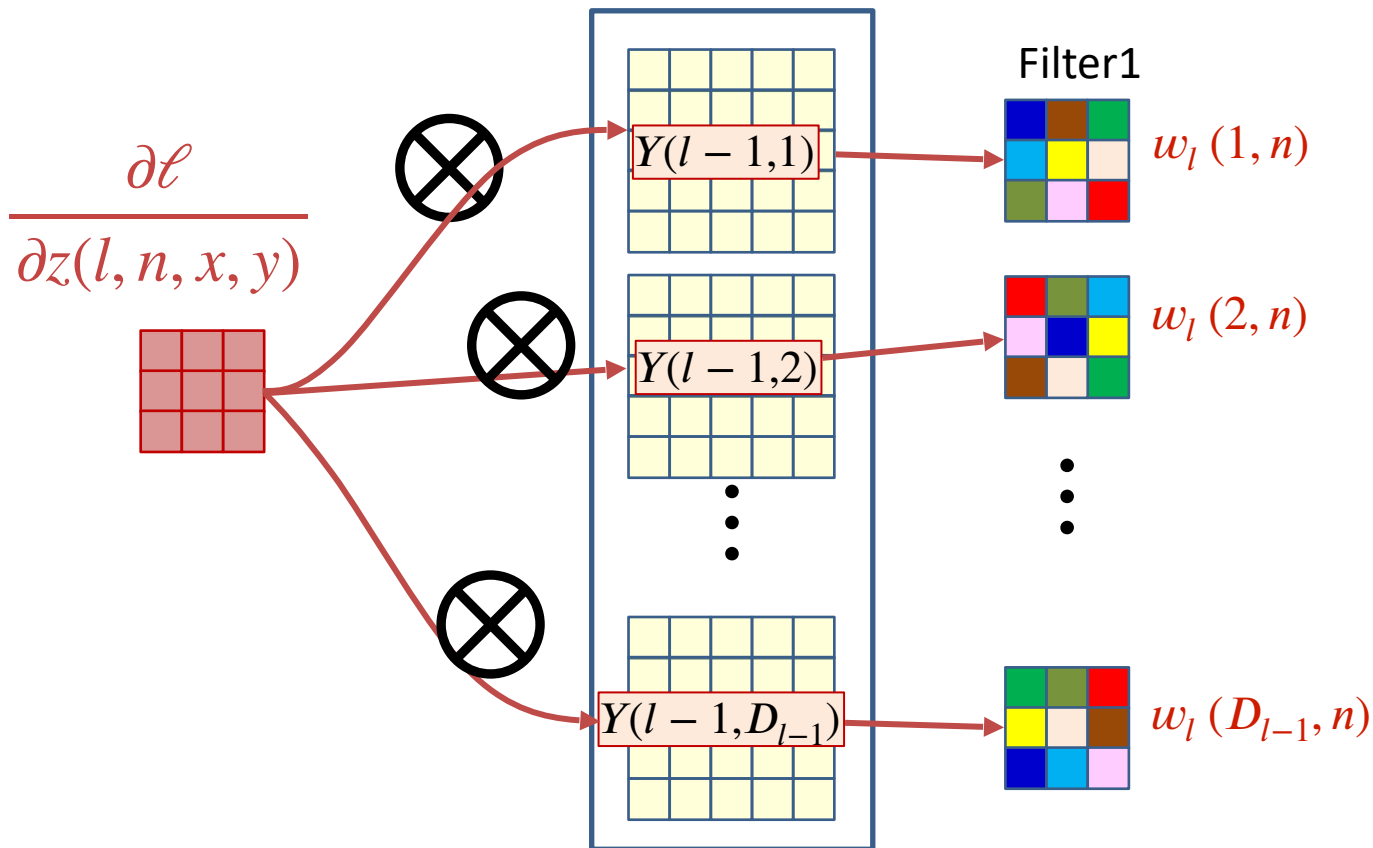 ∂ℓ
∂z(l, n, x, y)
Y(l − 1,1)
Y(l − 1,2)
Y(l − 1,D_{l−1})
Filter1
w_l (1, n)
w_l (2, n)
w_l (D_{l−1}, n)